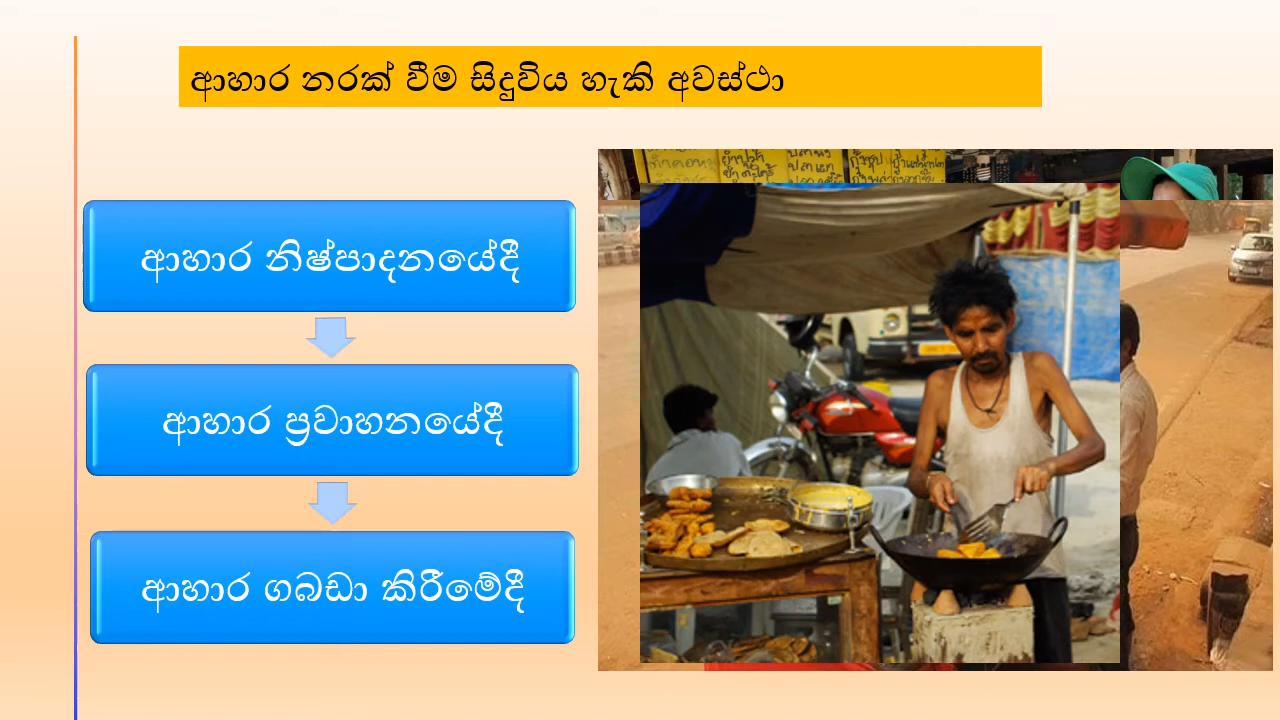 ආහාර නරක් වීම සිදුවිය හැකි අවස්ථා
ආහාර නිෂ්පාදනයේදී
ආහාර ප්‍රවාහනයේදී
ආහාර ගබඩා කිරීමේදී